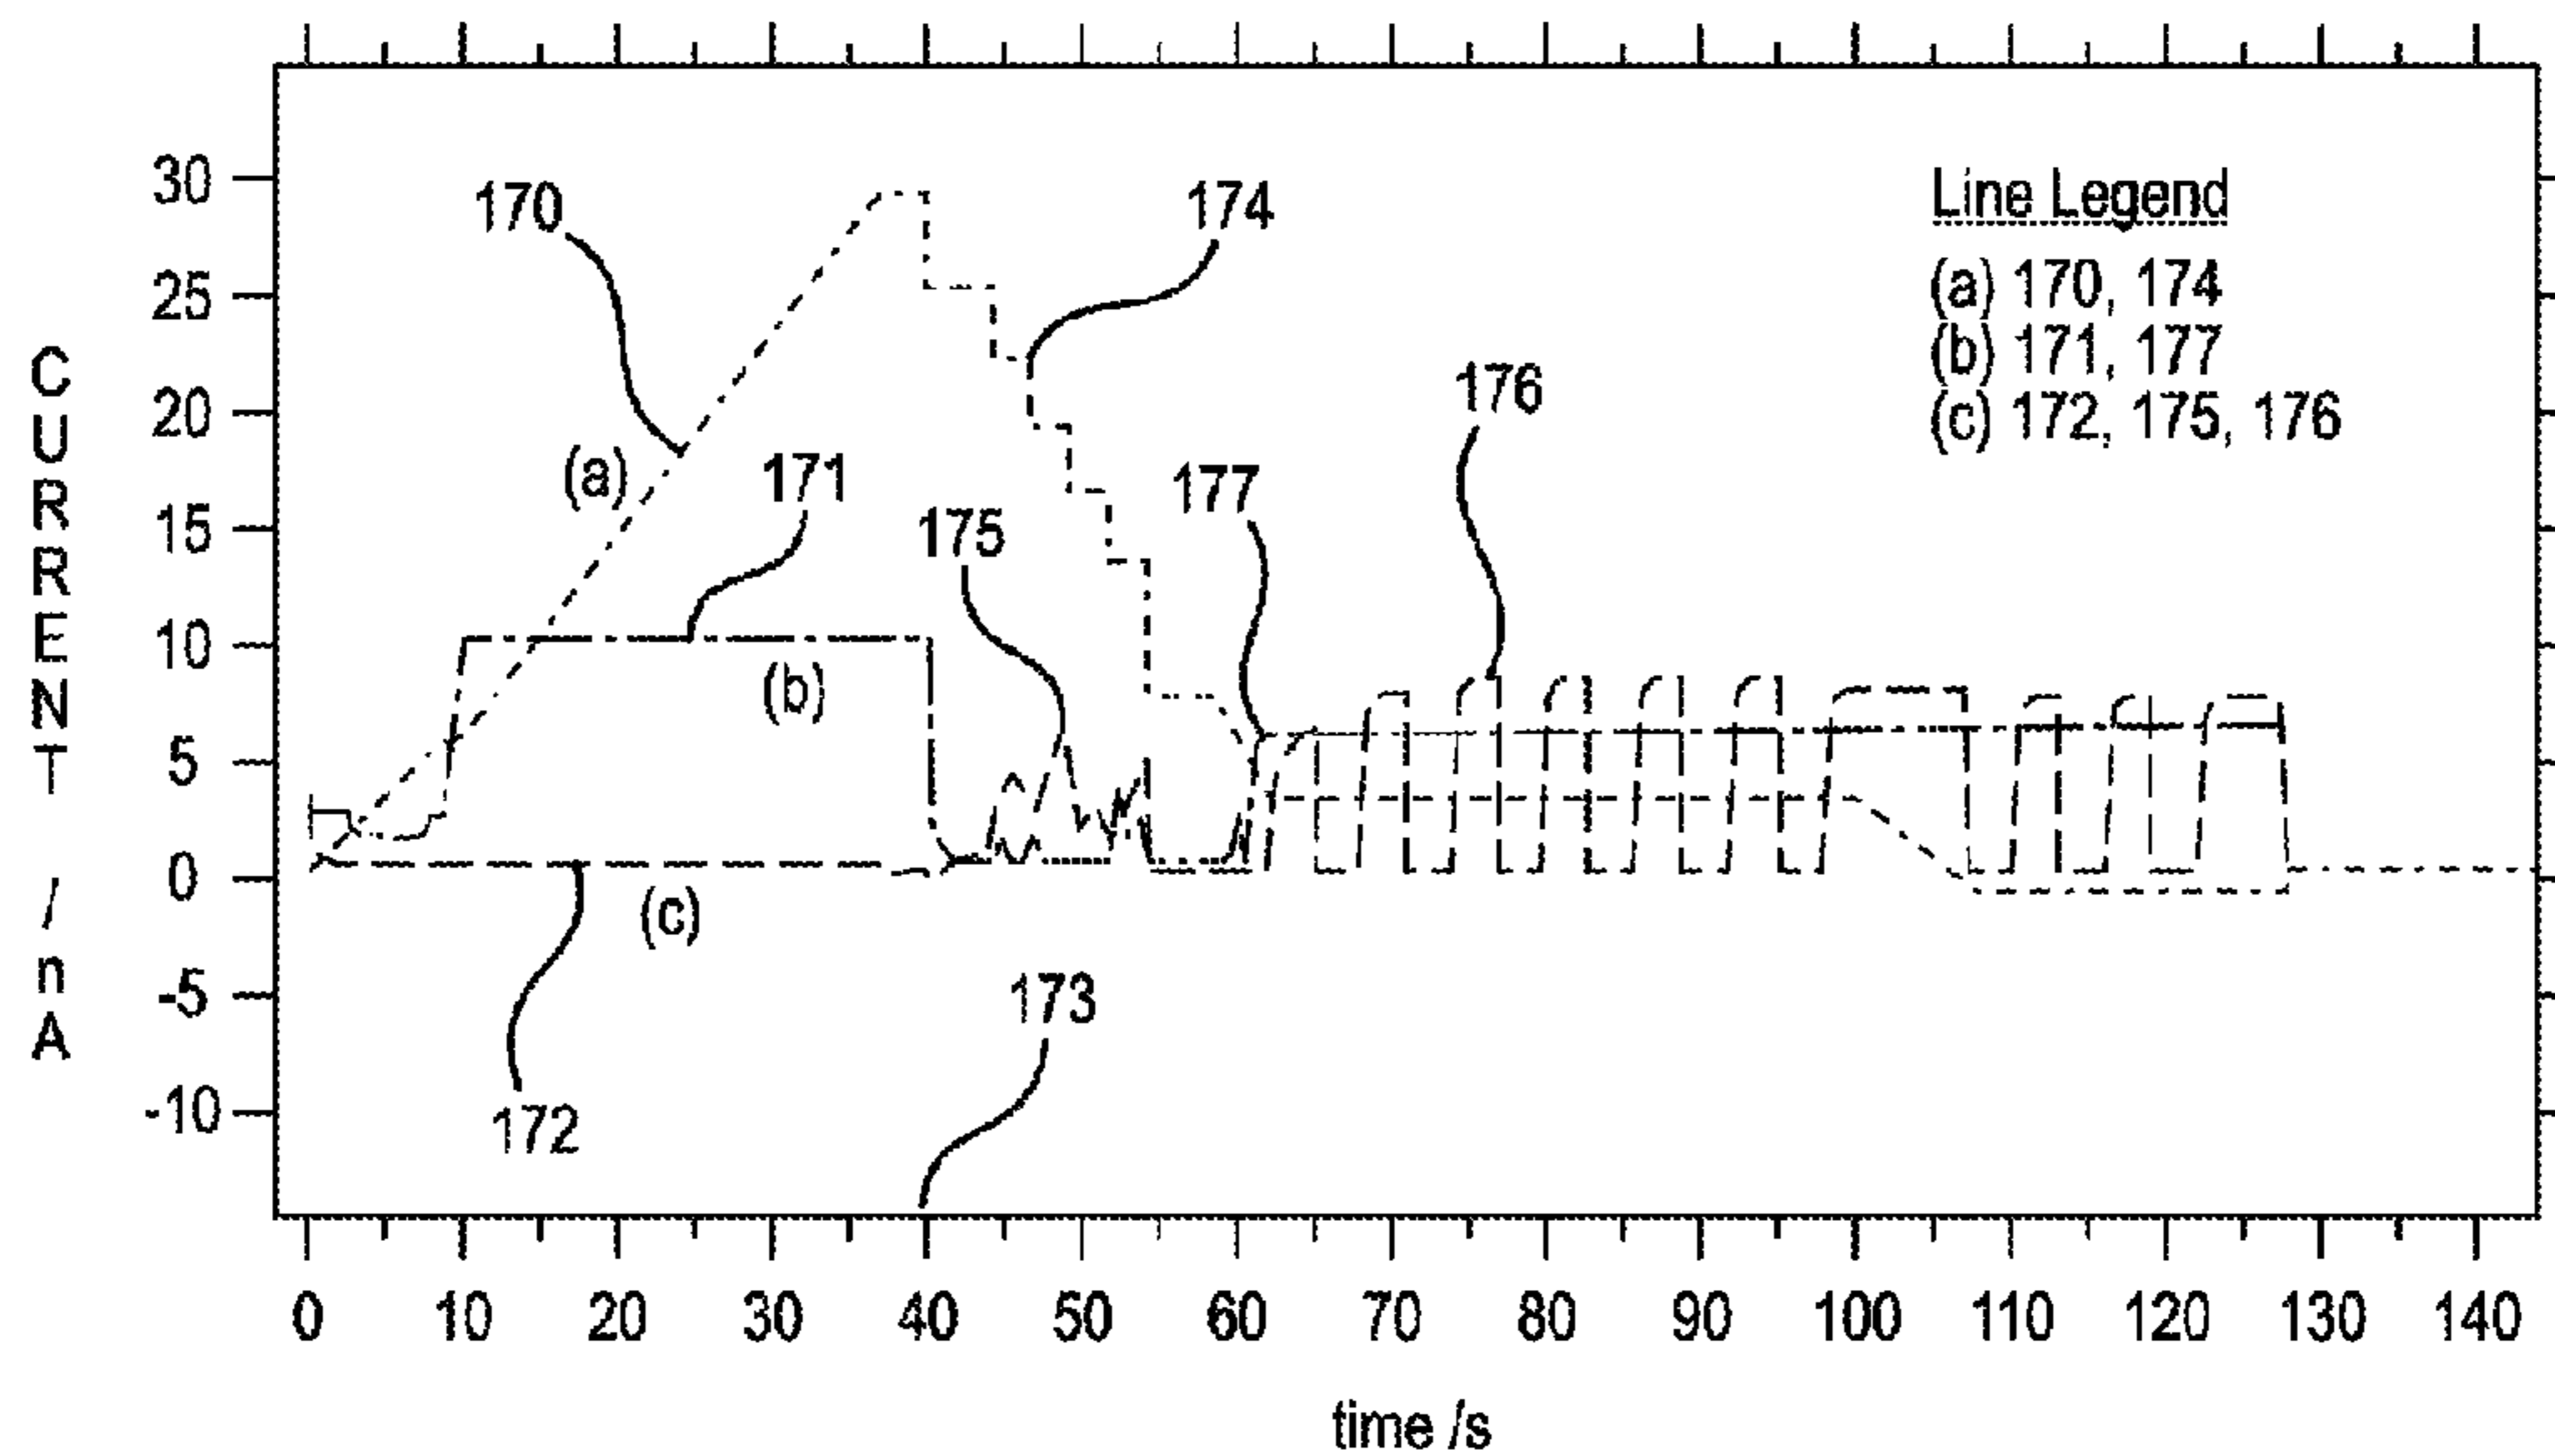 CURRENT /nA
30
25
20
15
10
5
0
-5
-10
170
174
176
(a)
171
177
175
(b)
(c)
173
172
Line Legend
(a) 170, 174
(b) 171, 177
(c) 172, 175, 176
0 10 20 30 40 50 60 70 80 90 100 110 120 130 140
time /s